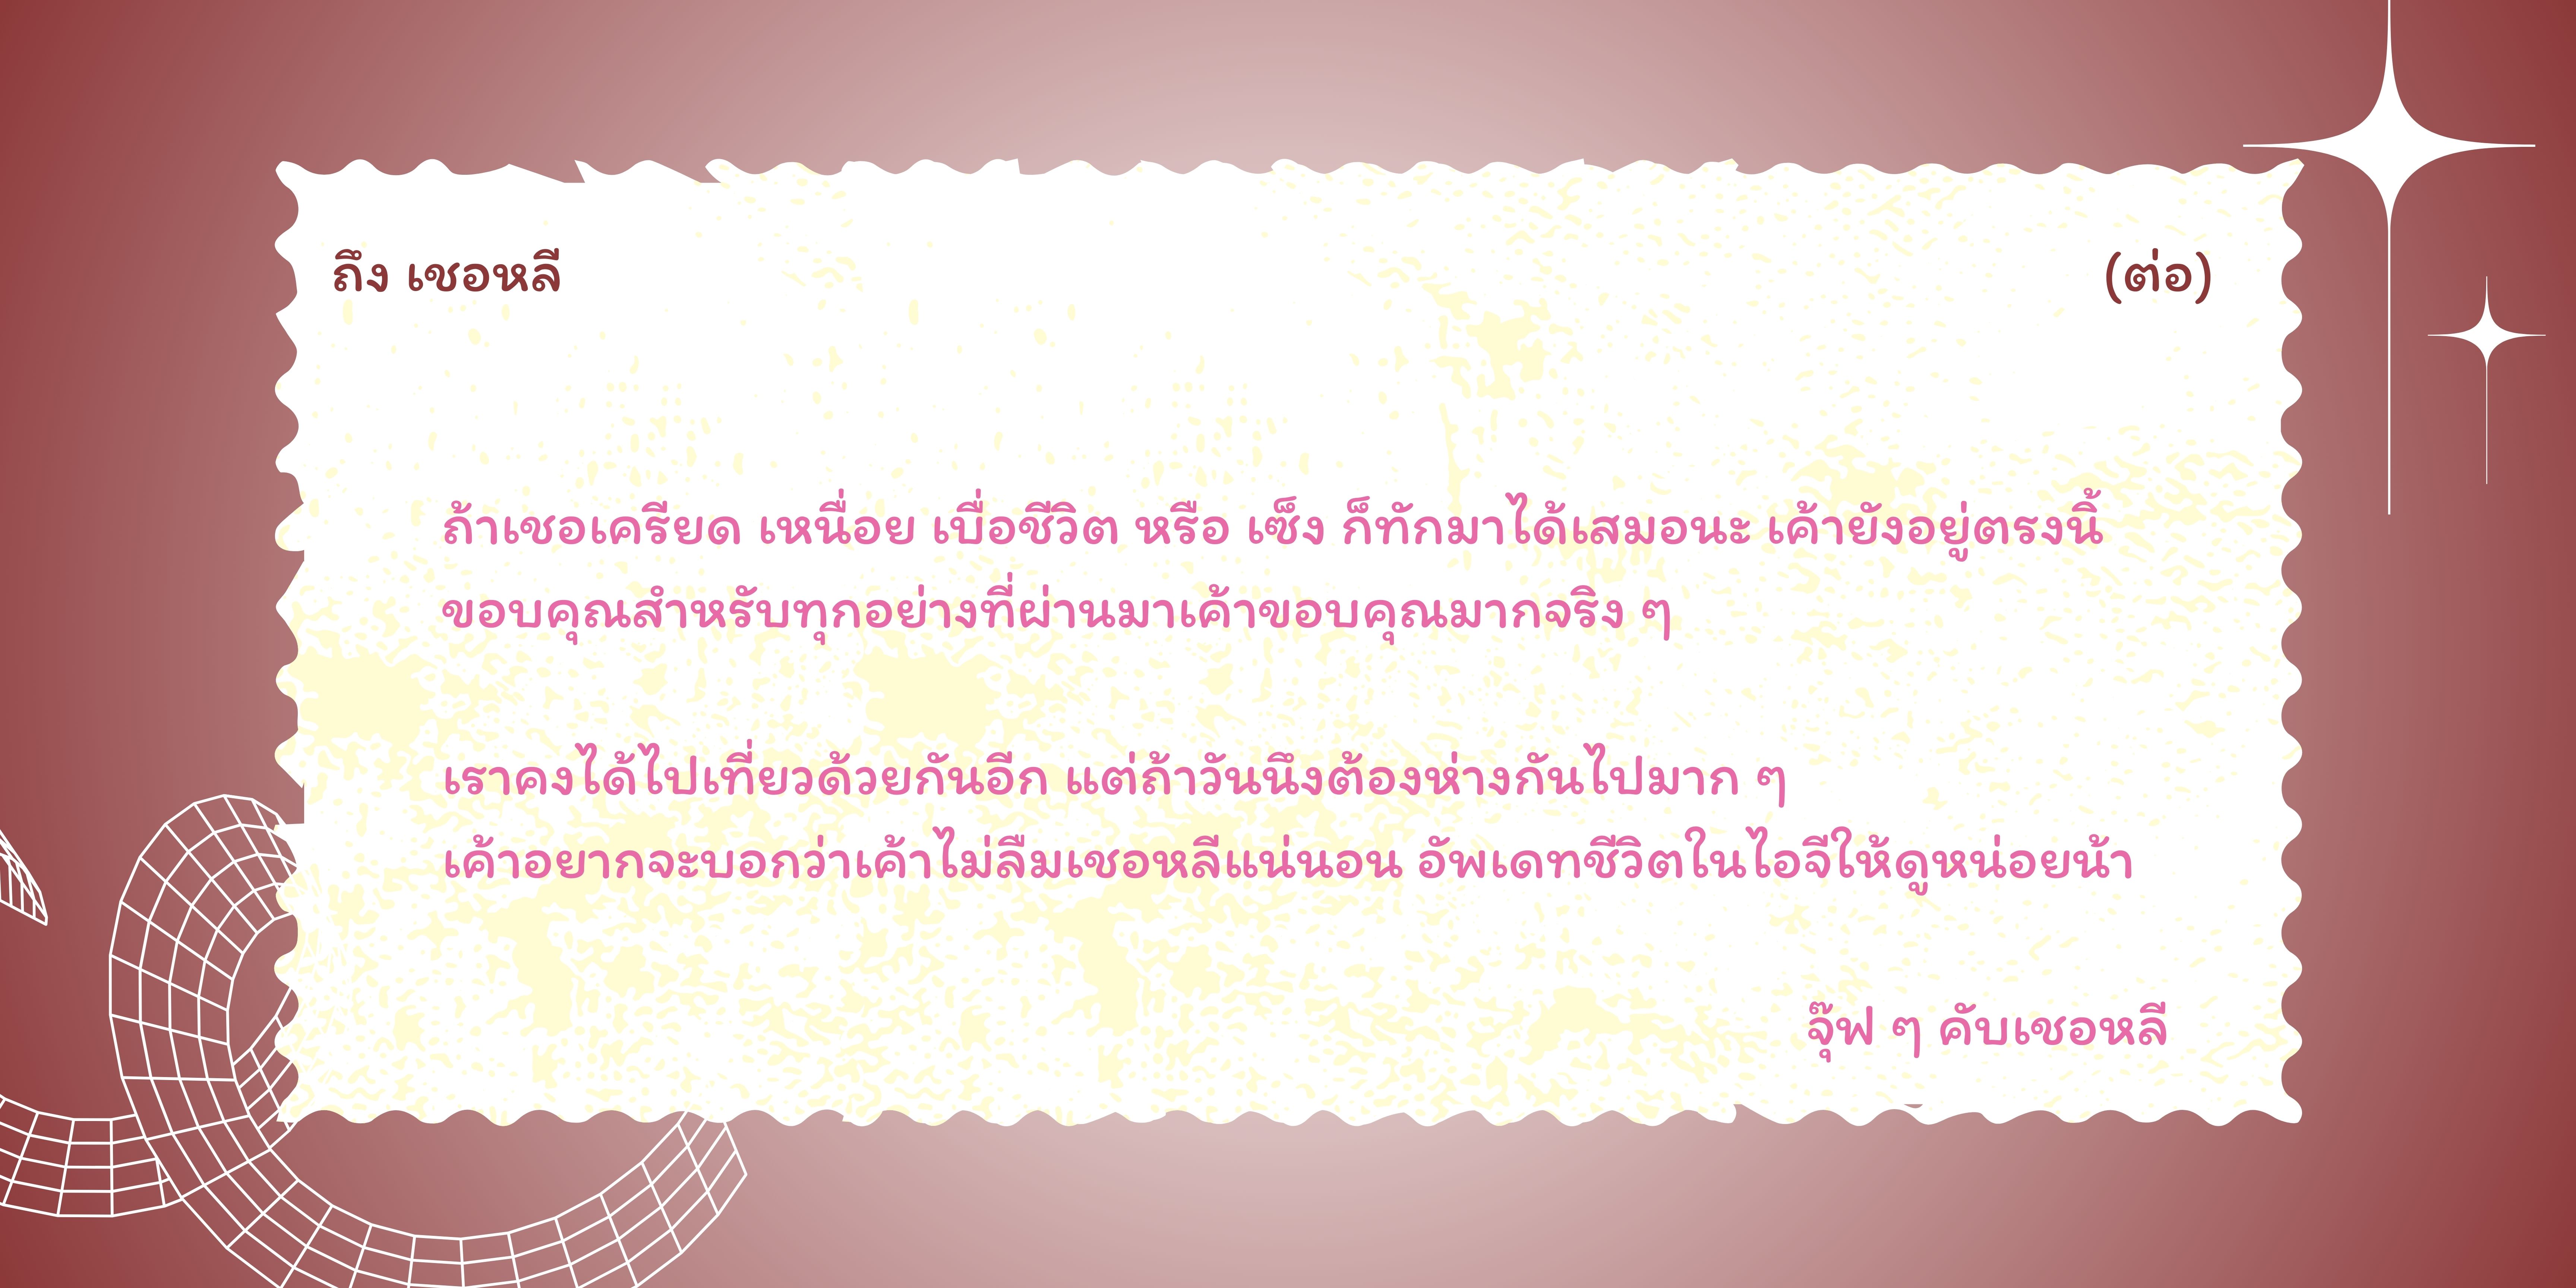 ถึง เชอหลี
(ต่อ)
ถ้าเชอเครียด เหนื่อย เบื่อชีวิต หรือ เซ็ง ก็ทักมาได้เสมอนะ เค้ายังอยู่ตรงนี้
ขอบคุณสำหรับทุกอย่างที่ผ่านมาเค้าขอบคุณมากจริง ๆ
เราคงได้ไปเที่ยวด้วยกันอีก แต่ถ้าวันนึงต้องห่างกันไปมาก ๆ
เค้าอยากจะบอกว่าเค้าไม่ลืมเชอหลีแน่นอน อัพเดทชีวิตในไอจีให้ดูหน่อยน้า
จุ๊ฟ ๆ คับเชอหลี